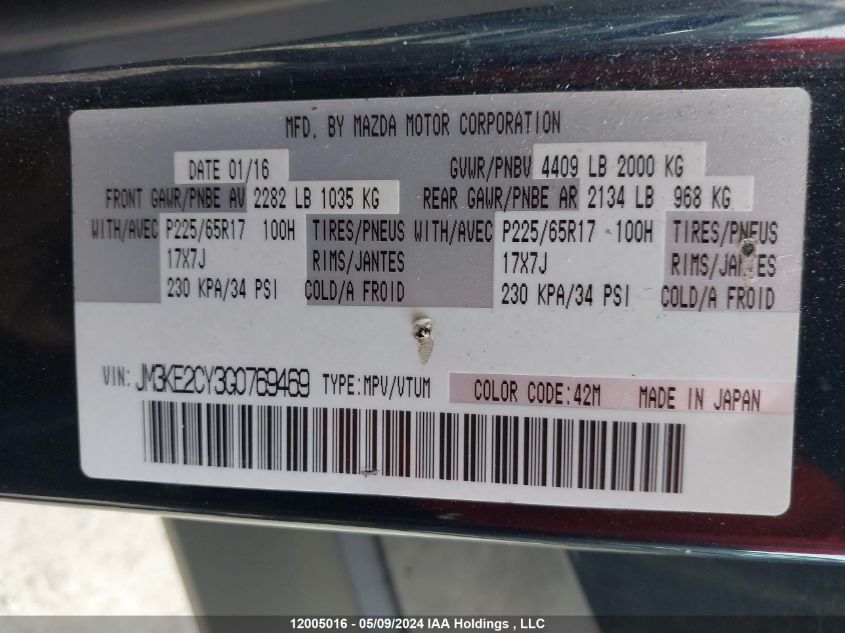 MFD. BY MAZDA MOTOR CORPORATION
DATE 01/16 GVWR/PNBV 4409 LB 2000 KG
FRONT GAWR/PNBE AV 2282 LB 1035 KG REAR GAWR/PNBE AR 2134 LB 968 KG
WITH/AVEC P225/65R17 100H TIRES/PNEUS WITH/AVEC P225/65R17 100H TIRES/PNEUS
17X7J RIMS/JANTES 17X7J RIMS/JANTES
230 KPA/34 PSI COLD/A FROID 230 KPA/34 PSI COLD/A FROID
VIN: JM3KE2CY3G0769469 TYPE:MPV/VTUM COLOR CODE:42M MADE IN JAPAN
12005016 - 05/09/2024 IAA Holdings , LLC